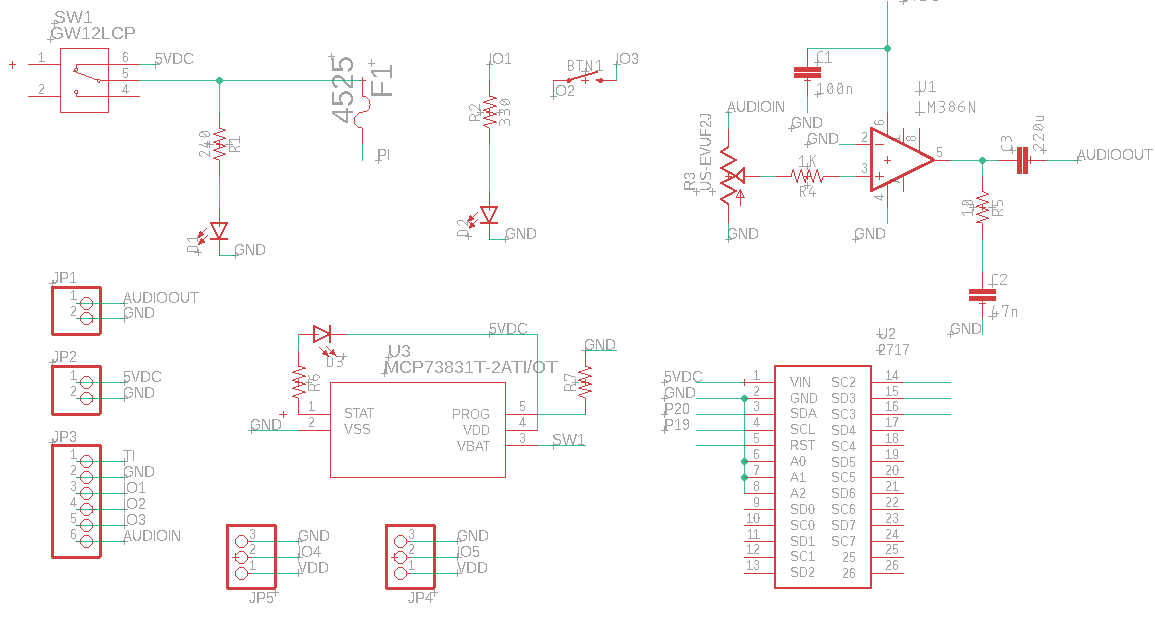 SW1
GW12LCP
1
2
6
5
4
5VDC
240
R1
D1
GND
4525
F1
PI
IO1
R2
330
D2
GND
BTN1
IO2
IO3
C1
100n
GND
U1
LM386N
AUDIOIN
R3
US-EVUF2J
GND
1K
R4
GND
2
3
6
8
5
4
GND
C3
220u
AUDIOOUT
10
R5
C2
47n
GND
JP1
1 AUDIOOUT
2 GND
JP2
1 5VDC
2 GND
JP3
1 TI
2 GND
3 IO1
4 IO2
5 IO3
6 AUDIOIN
D3
5VDC
R6
U3
MCP73831T-2ATI/OT
GND
R7
1 STAT PROG 5
GND 2 VSS VDD 4
VBAT 3 SW1
3 GND
2 IO4
1 VDD
JP5
3 GND
2 IO5
1 VDD
JP4
U2
2717
5VDC 1 VIN SC2 14
GND 2 GND SD3 15
P20 3 SDA SC3 16
P19 4 SCL SD4 17
5 RST SC4 18
6 A0 SD5 19
7 A1 SC5 20
8 A2 SD6 21
9 SD0 SC6 22
10 SC0 SD7 23
11 SD1 SC7 24
12 SC1 25 25
13 SD2 26 26